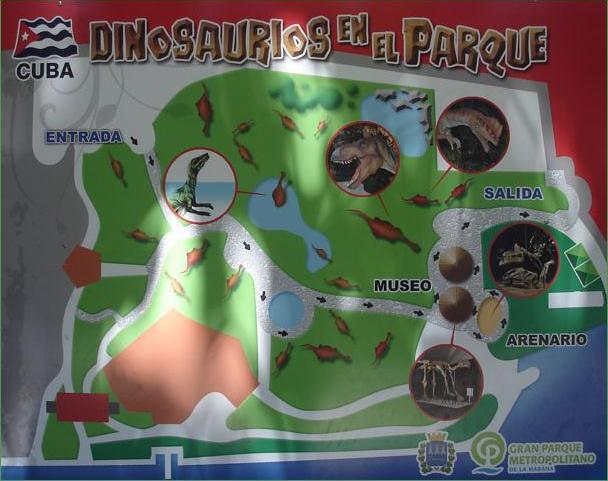 DINOSAURIOS EN EL PARQUE
CUBA
ENTRADA
SALIDA
MUSEO
ARENARIO
GRAN PARQUE
METROPOLITANO
DE LA HABANA